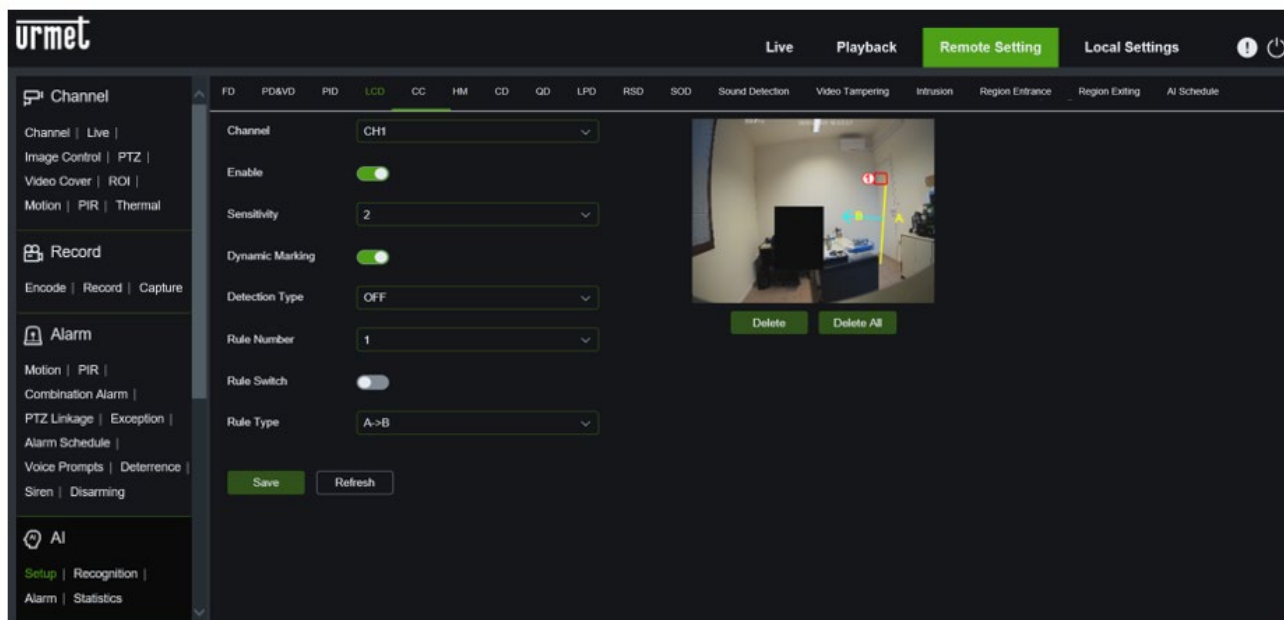 urmet
Live Playback Remote Setting Local Settings
Channel
Channel | Live |
Image Control | PTZ |
Video Cover | ROI |
Motion | PIR | Thermal
Record
Encode | Record | Capture
Alarm
Motion | PIR |
Combination Alarm |
PTZ Linkage | Exception |
Alarm Schedule |
Voice Prompts | Deterrence |
Siren | Disarming
AI
Setup | Recognition |
Alarm | Statistics
FD PD&VD PID LCD CC HM CD QD LPD RSD SOD Sound Detection Video Tampering Intrusion Region Entrance Region Exiting AI Schedule
Channel CH1
Enable
Sensitivity 2
Dynamic Marking
Detection Type OFF
Rule Number 1
Rule Switch
Rule Type A->B
Save Refresh
1
B A
Delete Delete All